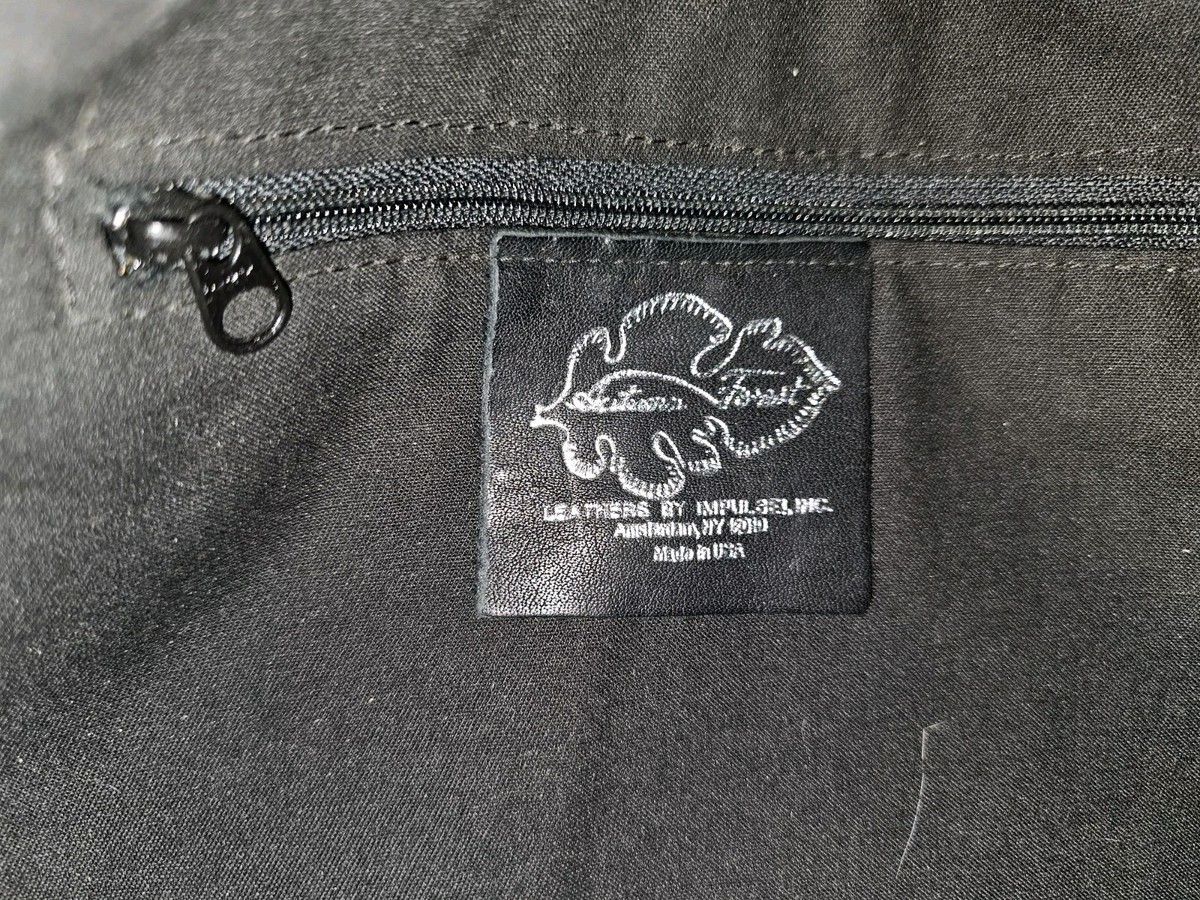 Autumn Forest
LEATHERS BY IMPULSE, INC.
Amsterdam, NY 12010
Made in USA